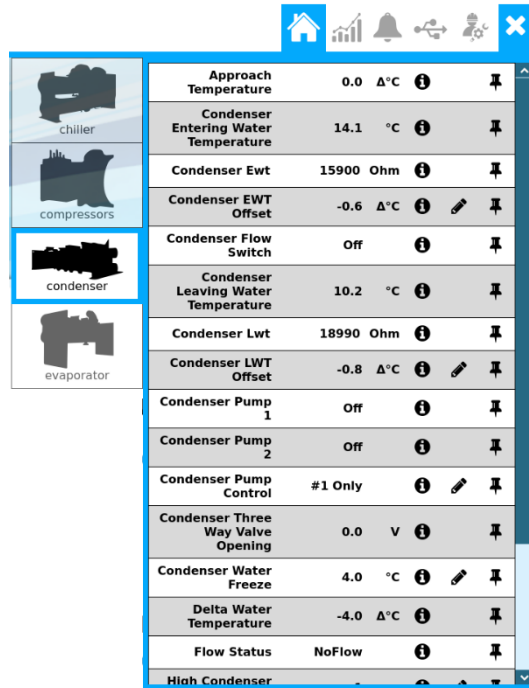 chiller
compressors
condenser
evaporator
Approach
Temperature
0.0 Δ°C
Condenser
Entering Water
Temperature
14.1 °C
Condenser Ewt
15900 Ohm
Condenser EWT
Offset
-0.6 Δ°C
Condenser Flow
Switch
Off
Condenser
Leaving Water
Temperature
10.2 °C
Condenser Lwt
18990 Ohm
Condenser LWT
Offset
-0.8 Δ°C
Condenser Pump
1
Off
Condenser Pump
2
Off
Condenser Pump
Control
#1 Only
Condenser Three
Way Valve
Opening
0.0 V
Condenser Water
Freeze
4.0 °C
Delta Water
Temperature
-4.0 Δ°C
Flow Status
NoFlow
High Condenser